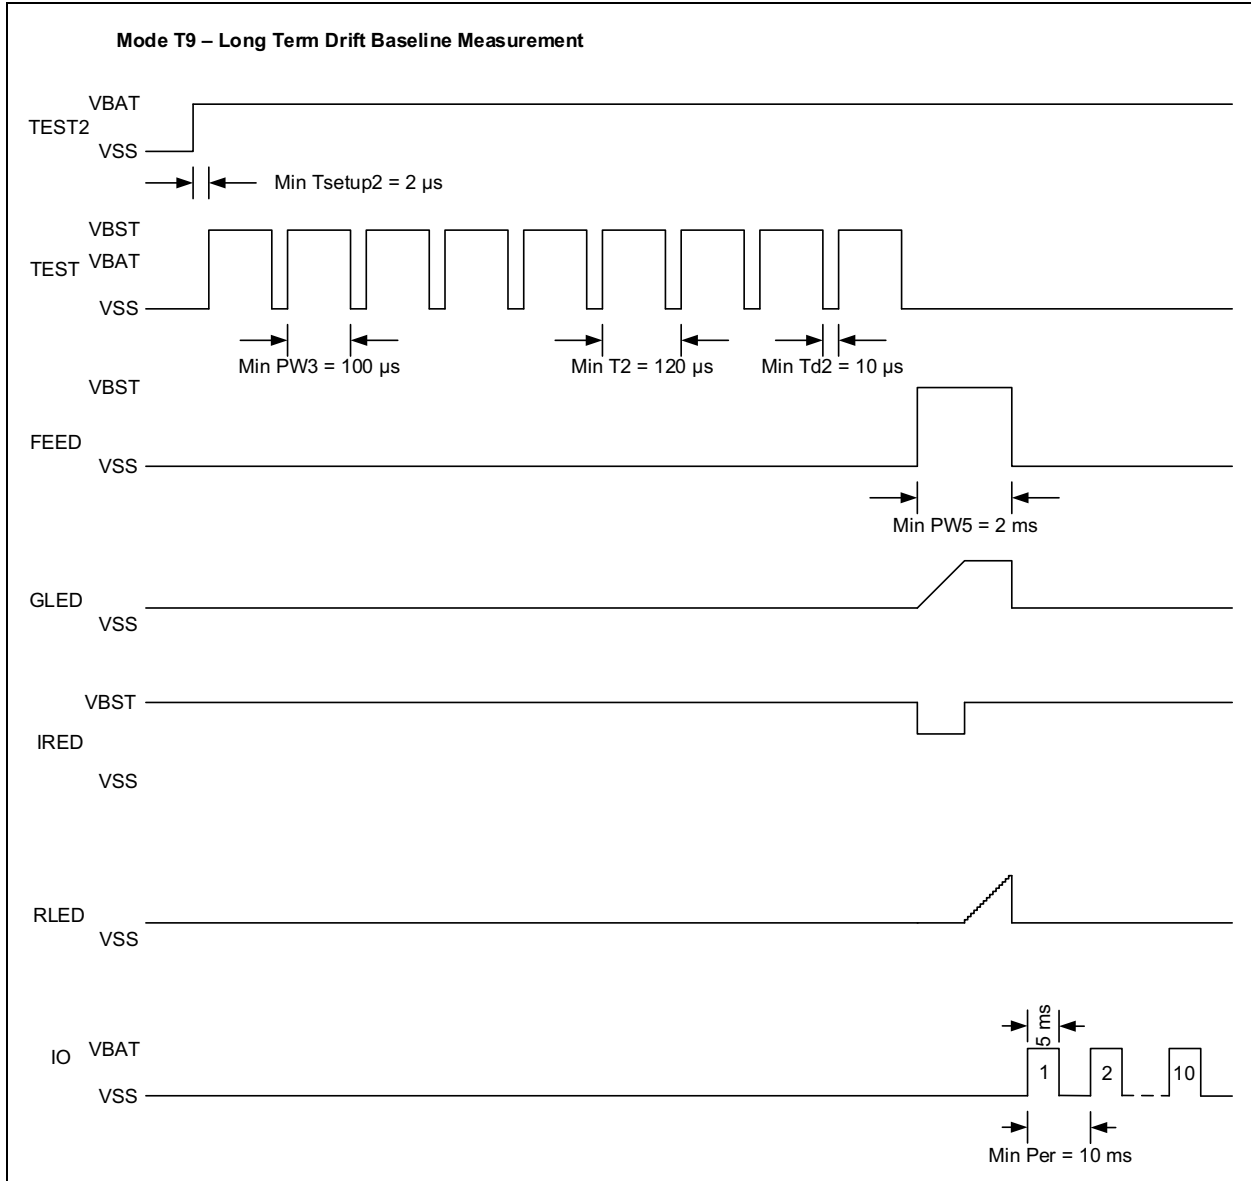 Mode T9 – Long Term Drift Baseline Measurement
VBAT
TEST2
VSS
Min Tsetup2 = 2 µs
VBST
TEST VBAT
VSS
Min PW3 = 100 µs Min T2 = 120 µs Min Td2 = 10 µs
VBST
FEED
VSS
Min PW5 = 2 ms
GLED
VSS
VBST
IRED
VSS
RLED
VSS
5 ms
IO VBAT
1 2 10
VSS
Min Per = 10 ms